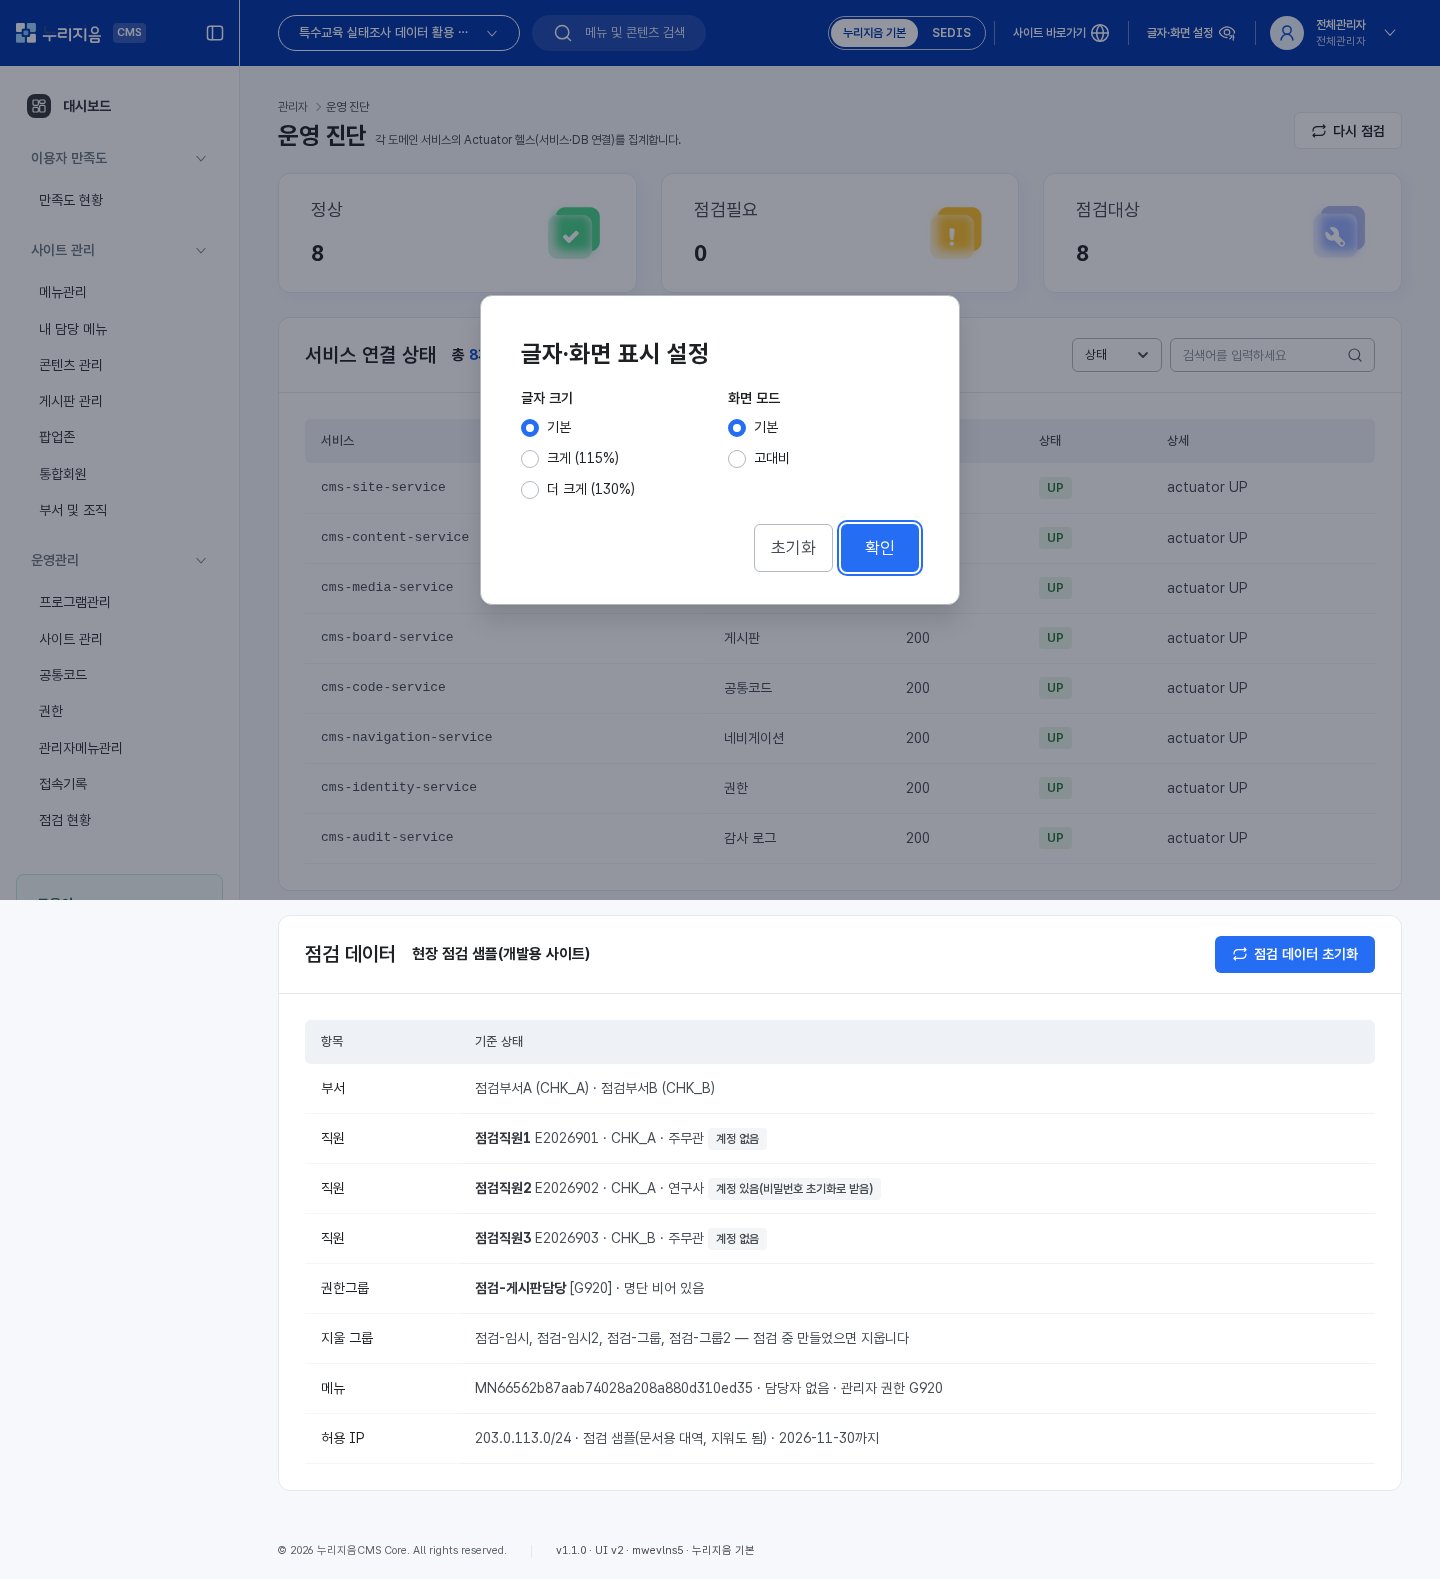 누리지음 CMS
특수교육 실태조사 데이터 활용 ···
메뉴 및 콘텐츠 검색
누리지음 기본
SEDIS
사이트 바로가기
글자·화면 설정
전체관리자
전체관리자
대시보드
이용자 만족도
만족도 현황
사이트 관리
메뉴관리
내 담당 메뉴
콘텐츠 관리
게시판 관리
팝업존
통합회원
부서 및 조직
운영관리
프로그램관리
사이트 관리
공통코드
권한
관리자메뉴관리
접속기록
점검 현황
관리자 > 운영 진단
운영 진단 각 도메인 서비스의 Actuator 헬스(서비스·DB 연결)를 집계합니다.
다시 점검
정상
8
점검필요
0
점검대상
8
서비스 연결 상태 총 8
상태
검색어를 입력하세요
서비스 상태 상세
cms-site-service UP actuator UP
cms-content-service UP actuator UP
cms-media-service UP actuator UP
cms-board-service 게시판 200 UP actuator UP
cms-code-service 공통코드 200 UP actuator UP
cms-navigation-service 네비게이션 200 UP actuator UP
cms-identity-service 권한 200 UP actuator UP
cms-audit-service 감사 로그 200 UP actuator UP
글자·화면 표시 설정
글자 크기
기본
크게 (115%)
더 크게 (130%)
화면 모드
기본
고대비
초기화
확인
점검 데이터 현장 점검 샘플(개발용 사이트)
점검 데이터 초기화
항목 기준 상태
부서 점검부서A (CHK_A) · 점검부서B (CHK_B)
직원 점검직원1 E2026901 · CHK_A · 주무관 계정 없음
직원 점검직원2 E2026902 · CHK_A · 연구사 계정 있음(비밀번호 초기화로 받음)
직원 점검직원3 E2026903 · CHK_B · 주무관 계정 없음
권한그룹 점검-게시판담당 [G920] · 명단 비어 있음
지울 그룹 점검-임시, 점검-임시2, 점검-그룹, 점검-그룹2 — 점검 중 만들었으면 지웁니다
메뉴 MN66562b87aab74028a208a880d310ed35 · 담당자 없음 · 관리자 권한 G920
허용 IP 203.0.113.0/24 · 점검 샘플(문서용 대역, 지워도 됨) · 2026-11-30까지
© 2026 누리지음CMS Core. All rights reserved.
v1.1.0 · UI v2 · mwevlns5 · 누리지음 기본